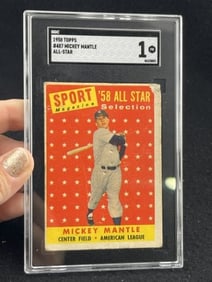 SGC
1958 TOPPS
#487 MICKEY MANTLE
ALL-STAR
1
SPORT
Magazine
'58 ALL STAR
Selection
MICKEY MANTLE
CENTER FIELD - AMERICAN LEAGUE